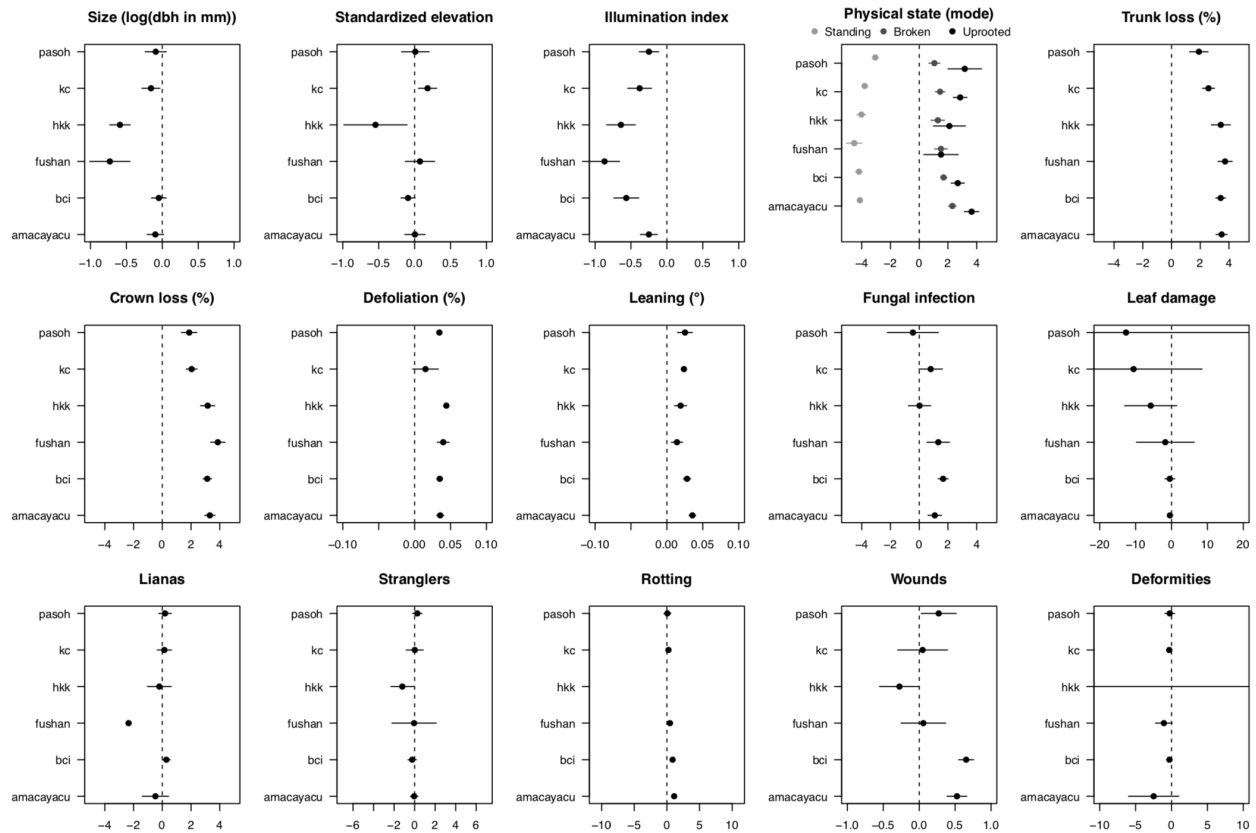 Size (log(dbh in mm)) Standardized elevation Illumination index Physical state (mode) Trunk loss (%)
Standing Broken Uprooted
pasoh pasoh pasoh pasoh pasoh
kc kc kc kc kc
hkk hkk hkk hkk hkk
fushan fushan fushan fushan fushan
bci bci bci bci bci
amacayacu amacayacu amacayacu amacayacu amacayacu
−1.0 −0.5 0.0 0.5 1.0 −1.0 −0.5 0.0 0.5 1.0 −1.0 −0.5 0.0 0.5 1.0 −4 −2 0 2 4 −4 −2 0 2 4
Crown loss (%) Defoliation (%) Leaning (°) Fungal infection Leaf damage
pasoh pasoh pasoh pasoh pasoh
kc kc kc kc kc
hkk hkk hkk hkk hkk
fushan fushan fushan fushan fushan
bci bci bci bci bci
amacayacu amacayacu amacayacu amacayacu amacayacu
−4 −2 0 2 4 −0.10 0.00 0.05 0.10 −0.10 0.00 0.05 0.10 −4 −2 0 2 4 −20 −10 0 10 20
Lianas Stranglers Rotting Wounds Deformities
pasoh pasoh pasoh pasoh pasoh
kc kc kc kc kc
hkk hkk hkk hkk hkk
fushan fushan fushan fushan fushan
bci bci bci bci bci
amacayacu amacayacu amacayacu amacayacu amacayacu
−4 −2 0 2 4 −6 −4 −2 0 2 4 6 −10 −5 0 5 10 −1.0 −0.5 0.0 0.5 1.0 −10 −5 0 5 10